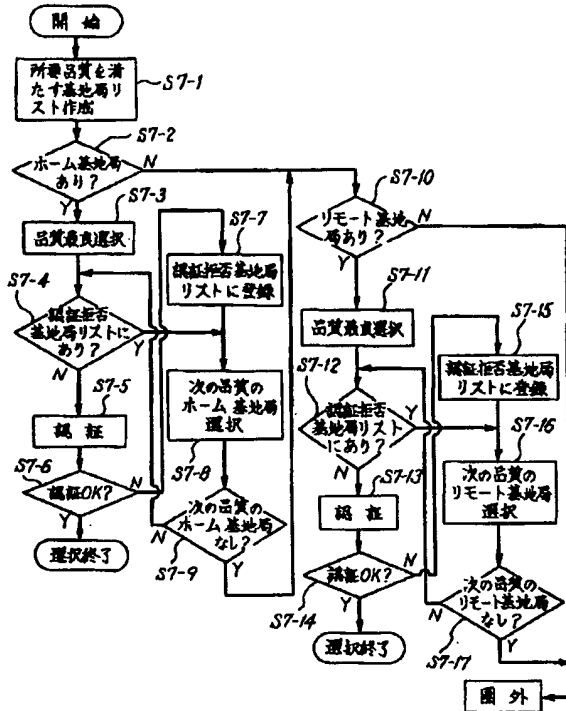 開始
所要品質を満
たす基地局リ
スト作成
S7-1
S7-2
ホーム基地局
あり?
N
Y
S7-3
品質最良選択
S7-4
認証拒否
基地局リストに
あり?
Y
N
S7-5
認証
S7-6
認証OK?
N
Y
選択終了
S7-7
認証拒否基地局
リストに登録
次の品質の
ホーム基地局
選択
S7-8
次の品質の
ホーム基地局
なし?
N
S7-9
Y
S7-10
リモート基地
局あり?
N
Y
S7-11
品質最良選択
S7-12
認証拒否
基地局リスト
にあり?
Y
N
S7-13
認証
認証OK?
N
S7-14
Y
選択終了
S7-15
認証拒否基地局
リストに登録
S7-16
次の品質の
リモート基地局
選択
次の品質の
リモート基地局
なし?
N
Y
S7-17
圏外